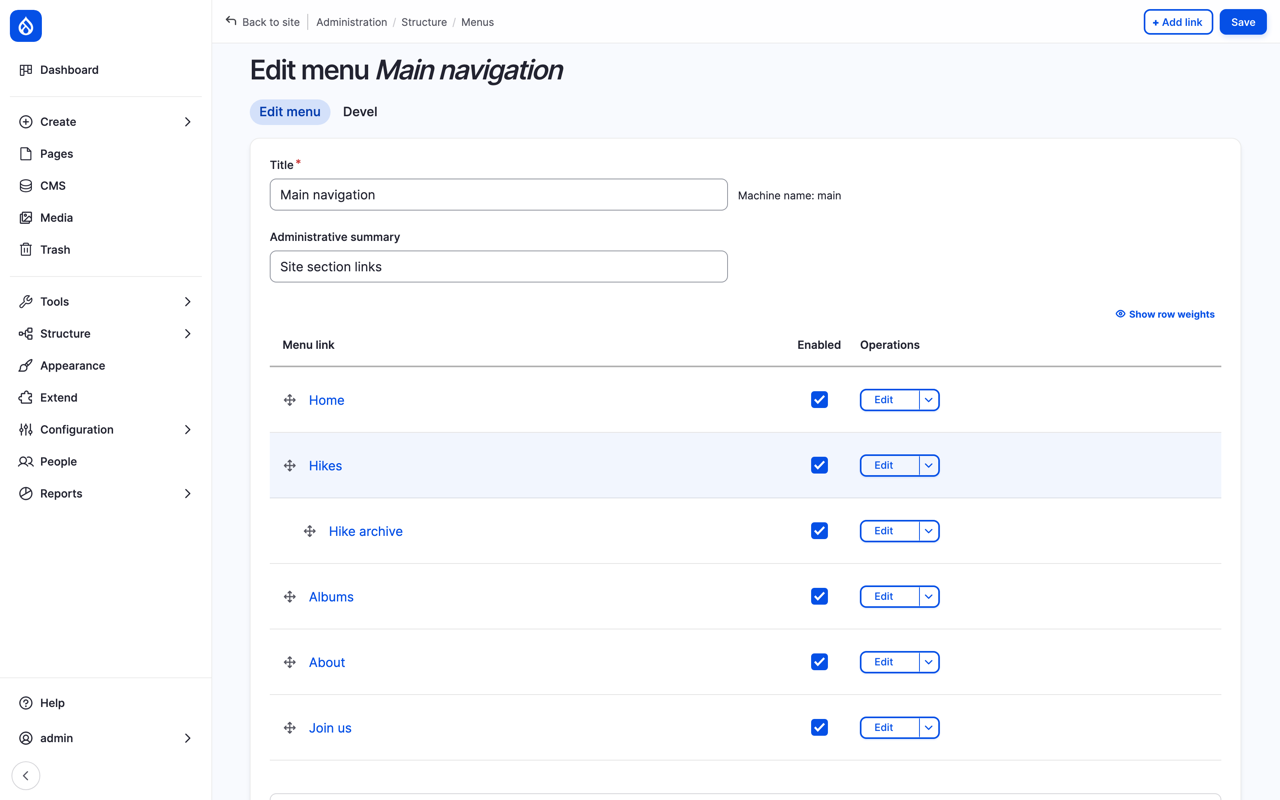 Back to site
Administration / Structure / Menus
+ Add link
Save
Dashboard
Create
Pages
CMS
Media
Trash
Tools
Structure
Appearance
Extend
Configuration
People
Reports
Help
admin
Edit menu Main navigation
Edit menu
Devel
Title*
Main navigation
Machine name: main
Administrative summary
Site section links
Show row weights
Menu link Enabled Operations
Home Edit
Hikes Edit
Hike archive Edit
Albums Edit
About Edit
Join us Edit